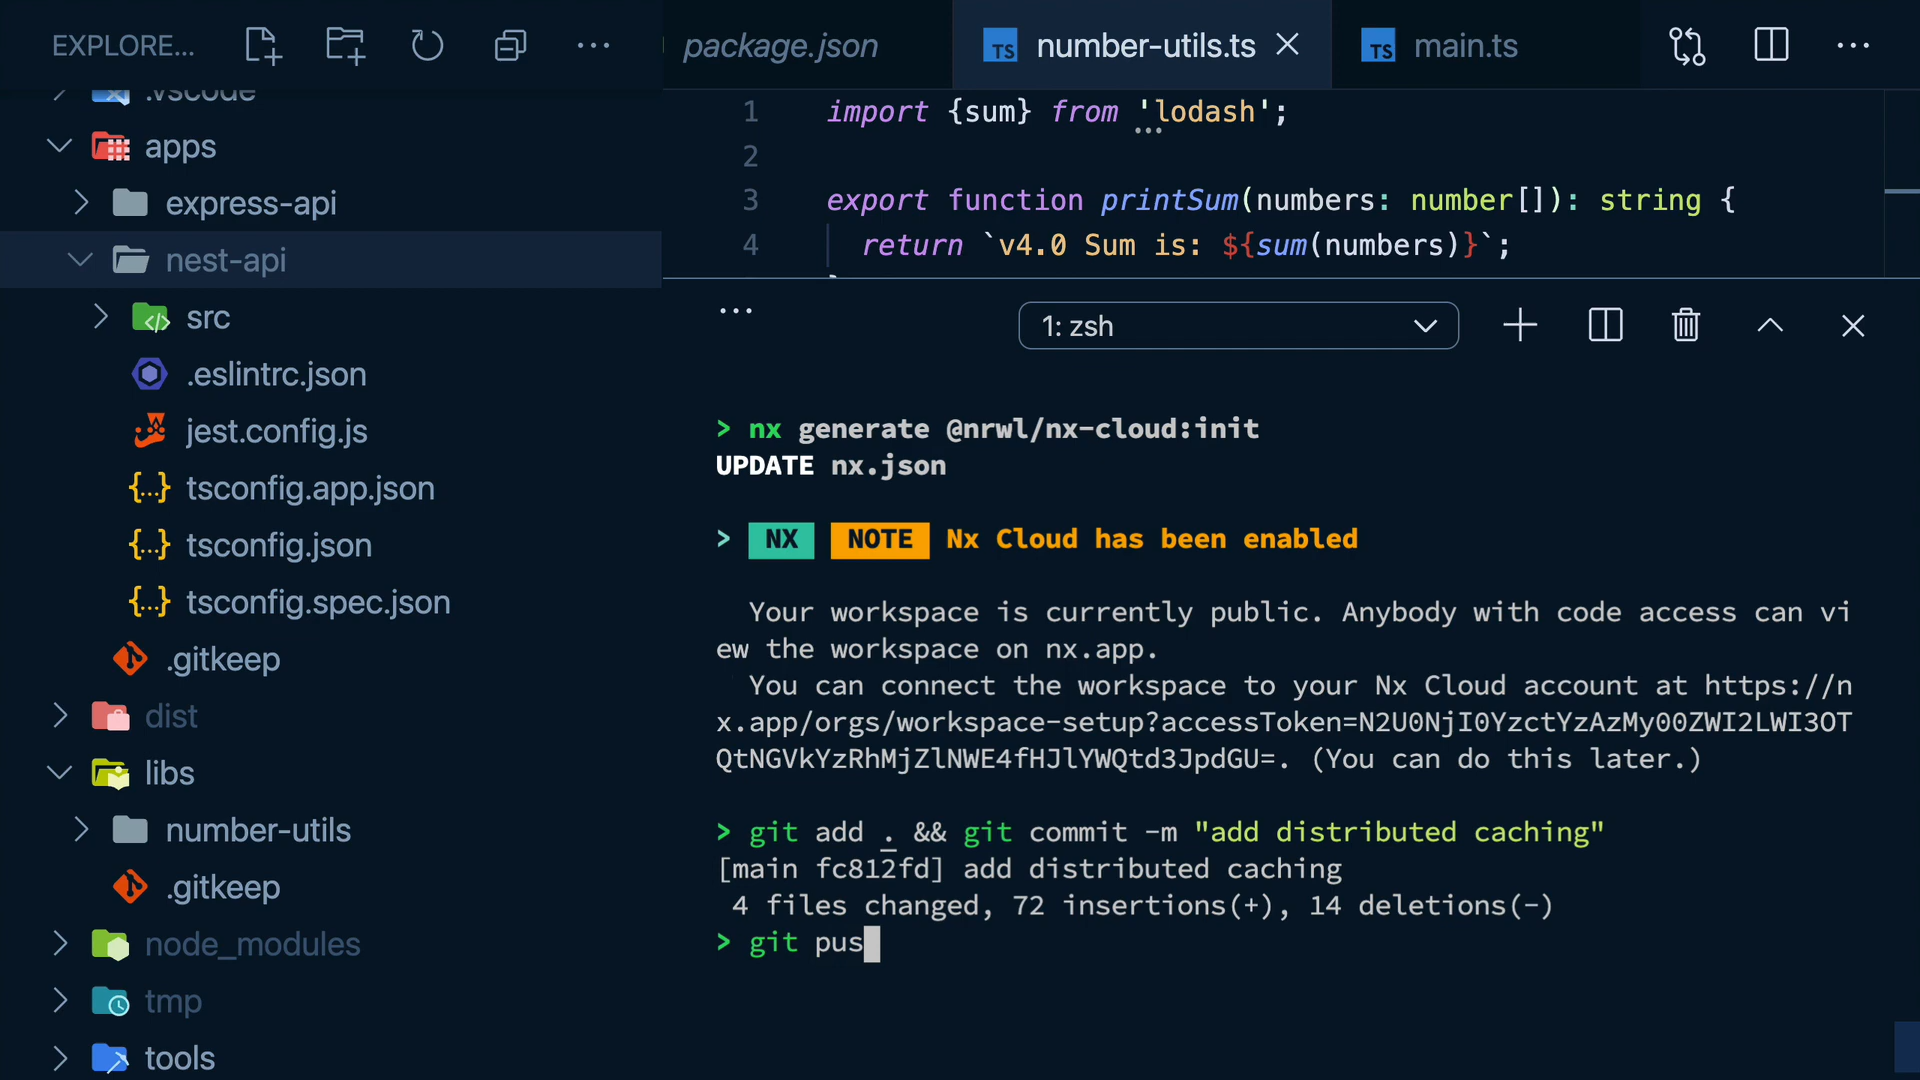 EXPLORE...
.vscode
apps
express-api
nest-api
src
.eslintrc.json
jest.config.js
{...} tsconfig.app.json
{...} tsconfig.json
{...} tsconfig.spec.json
.gitkeep
dist
libs
number-utils
.gitkeep
node_modules
tmp
tools
package.json
TS number-utils.ts
TS main.ts
1 import {sum} from 'lodash';
2
3 export function printSum(numbers: number[]): string {
4 return `v4.0 Sum is: ${sum(numbers)}`;
1: zsh
> nx generate @nrwl/nx-cloud:init
UPDATE nx.json
> NX NOTE Nx Cloud has been enabled
Your workspace is currently public. Anybody with code access can vi
ew the workspace on nx.app.
You can connect the workspace to your Nx Cloud account at https://n
x.app/orgs/workspace-setup?accessToken=N2U0NjI0YzctYzAzMy00ZWI2LWI3OT
QtNGVkYzRhMjZlNWE4fHJlYWQtd3JpdGU=. (You can do this later.)
> git add . && git commit -m "add distributed caching"
[main fc812fd] add distributed caching
4 files changed, 72 insertions(+), 14 deletions(-)
> git pus